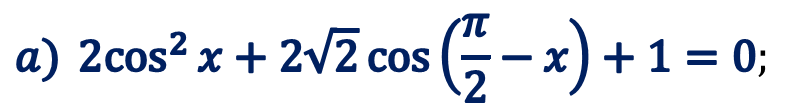 а) 2cos² x + 2√2 cos (π/2 − x) + 1 = 0;